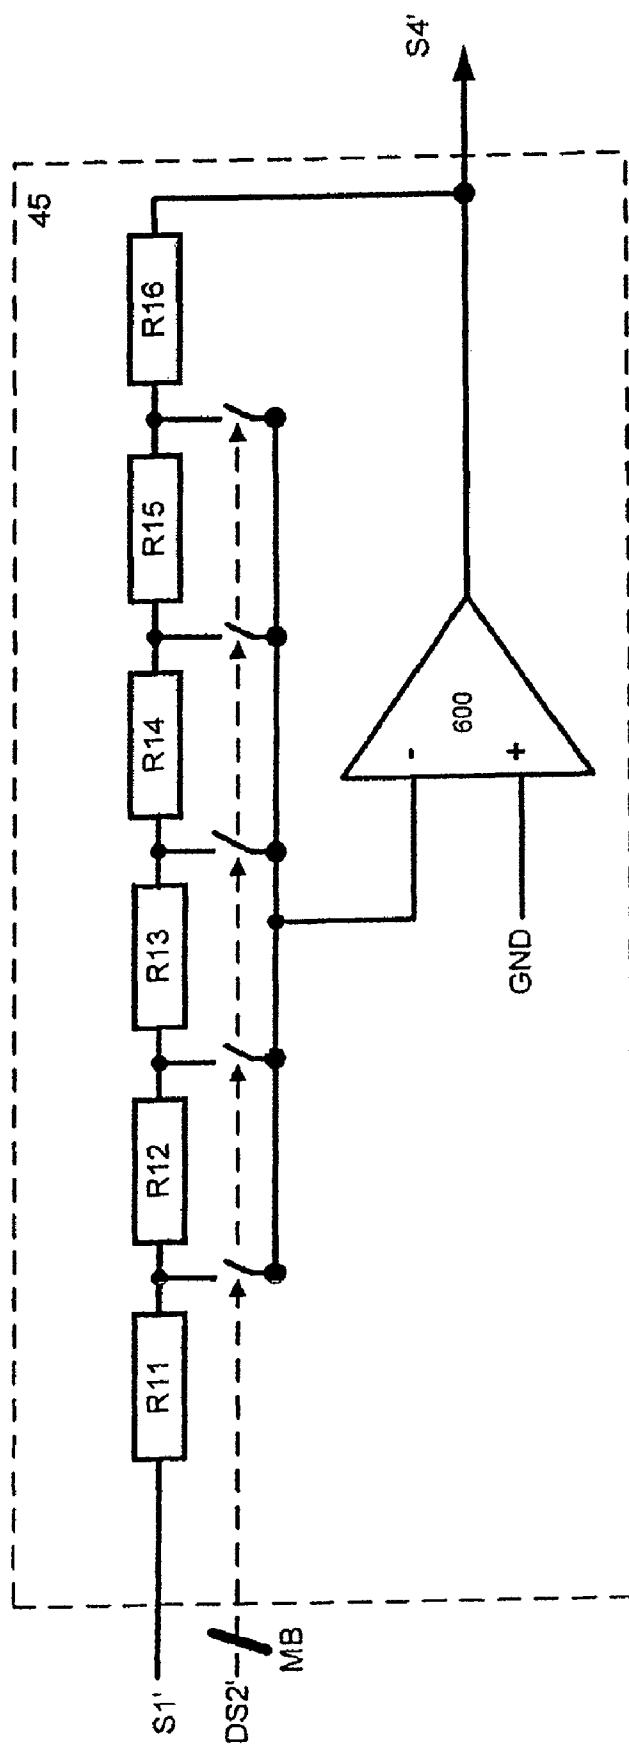 45
R11
R12
R13
R14
R15
R16
S1'
DS2'
MB
-
+
600
GND
S4'